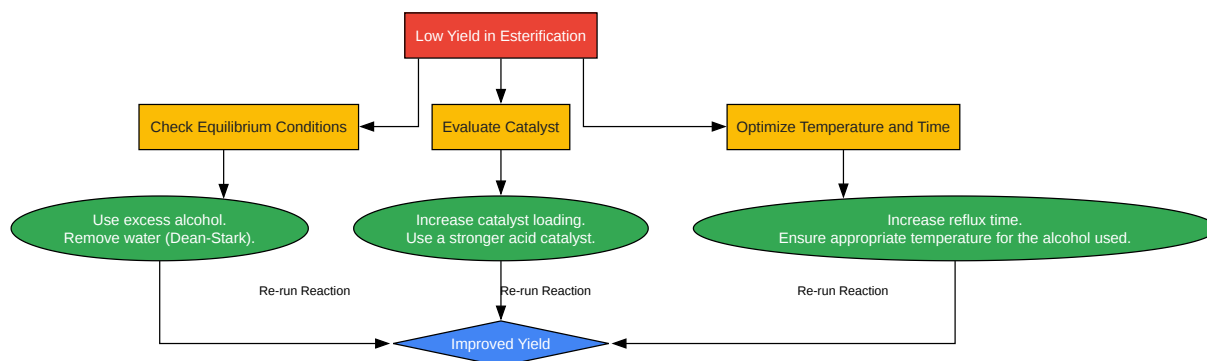 Low Yield in Esterification
Check Equilibrium Conditions
Evaluate Catalyst
Optimize Temperature and Time
Use excess alcohol.
Remove water (Dean-Stark).
Increase catalyst loading.
Use a stronger acid catalyst.
Increase reflux time.
Ensure appropriate temperature for the alcohol used.
Re-run Reaction
Re-run Reaction
Re-run Reaction
Improved Yield